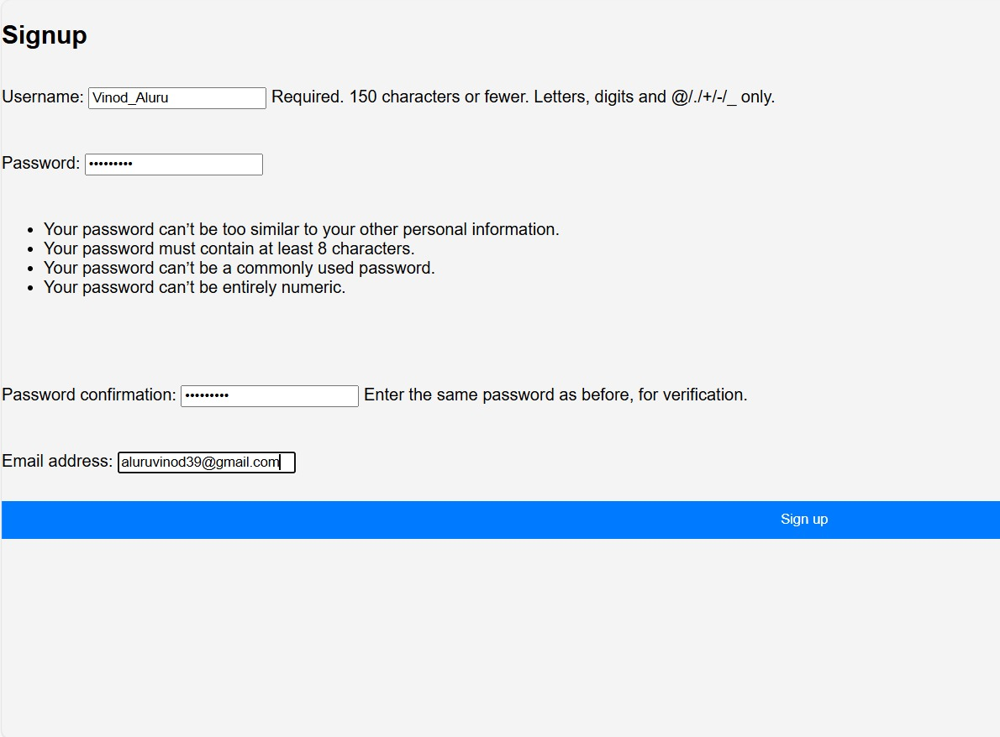 Signup
Username: Vinod_Aluru Required. 150 characters or fewer. Letters, digits and @/./+/-/_ only.
Password: •••••••••
• Your password can’t be too similar to your other personal information.
• Your password must contain at least 8 characters.
• Your password can’t be a commonly used password.
• Your password can’t be entirely numeric.
Password confirmation: ••••••••• Enter the same password as before, for verification.
Email address: aluruvinod39@gmail.com
Sign up